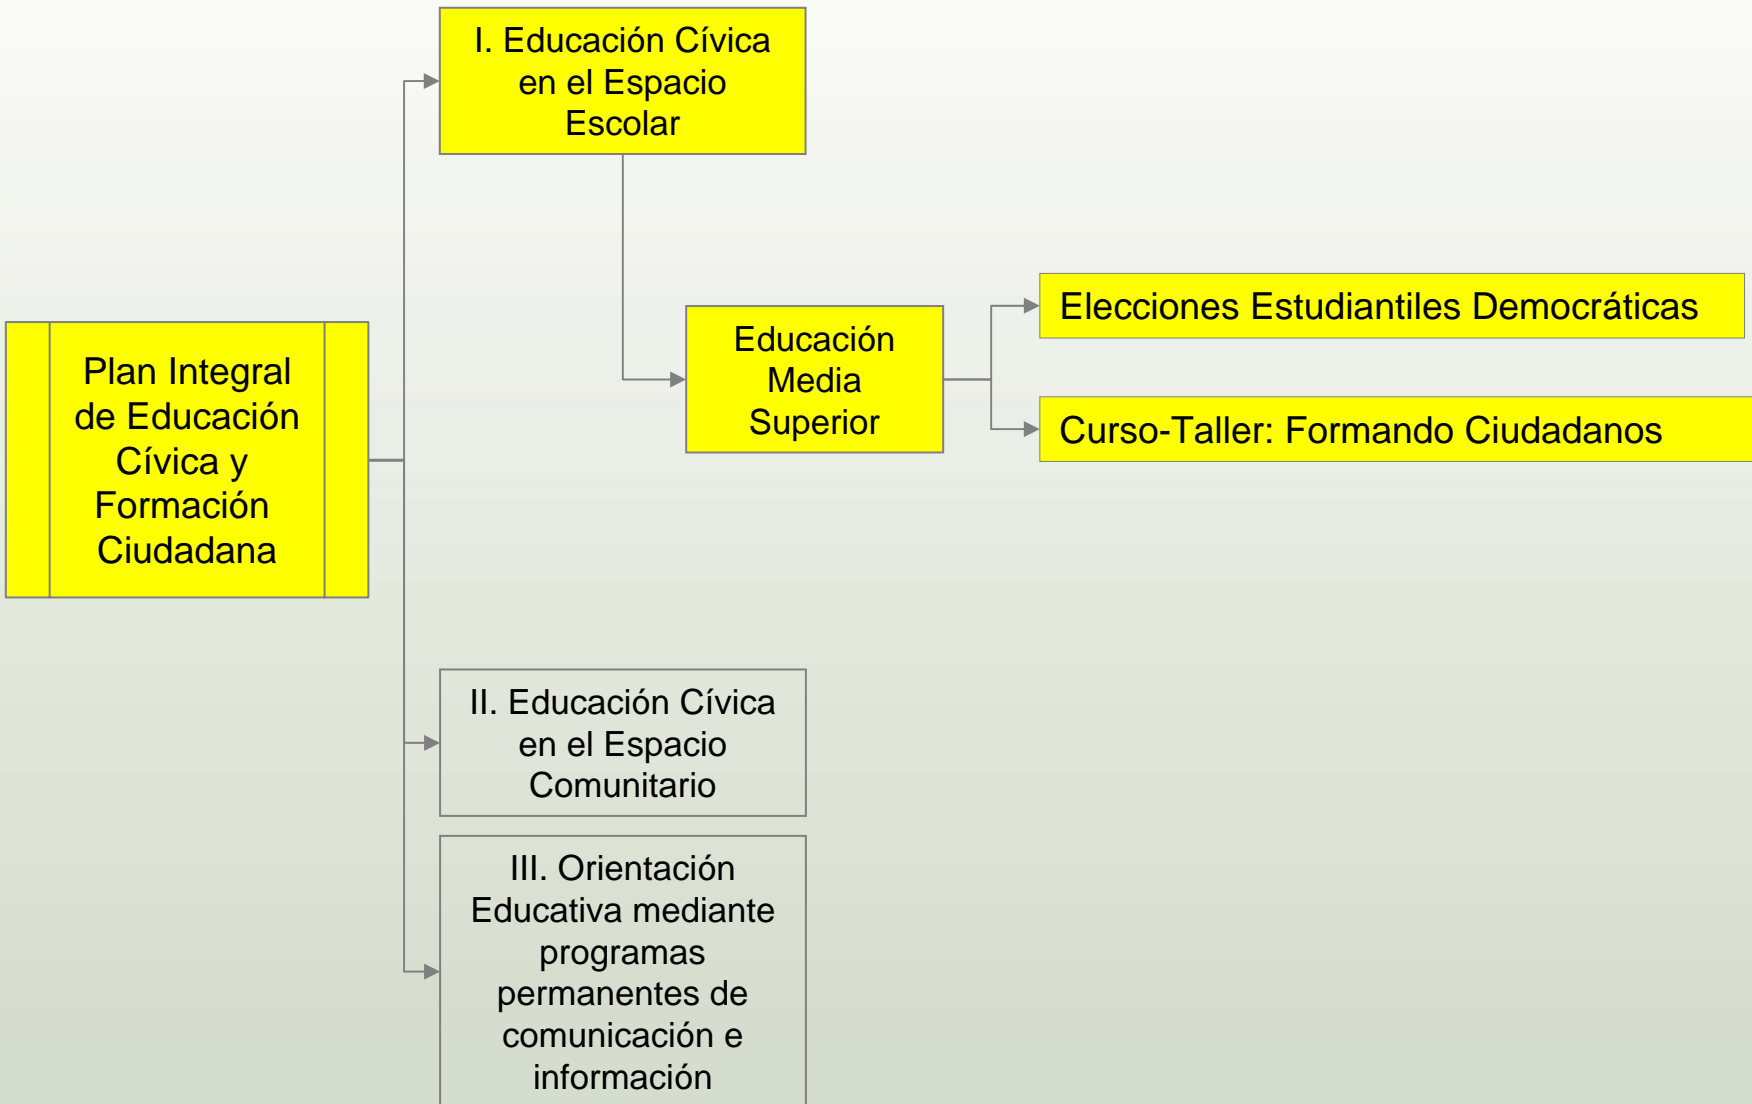 I. Educación Cívica
en el Espacio
Escolar
Elecciones Estudiantiles Democráticas
Educación
Media
Superior
Curso-Taller: Formando Ciudadanos
Plan Integral
de Educación
Cívica y
Formación
Ciudadana
II. Educación Cívica
en el Espacio
Comunitario
III. Orientación
Educativa mediante
programas
permanentes de
comunicación e
información